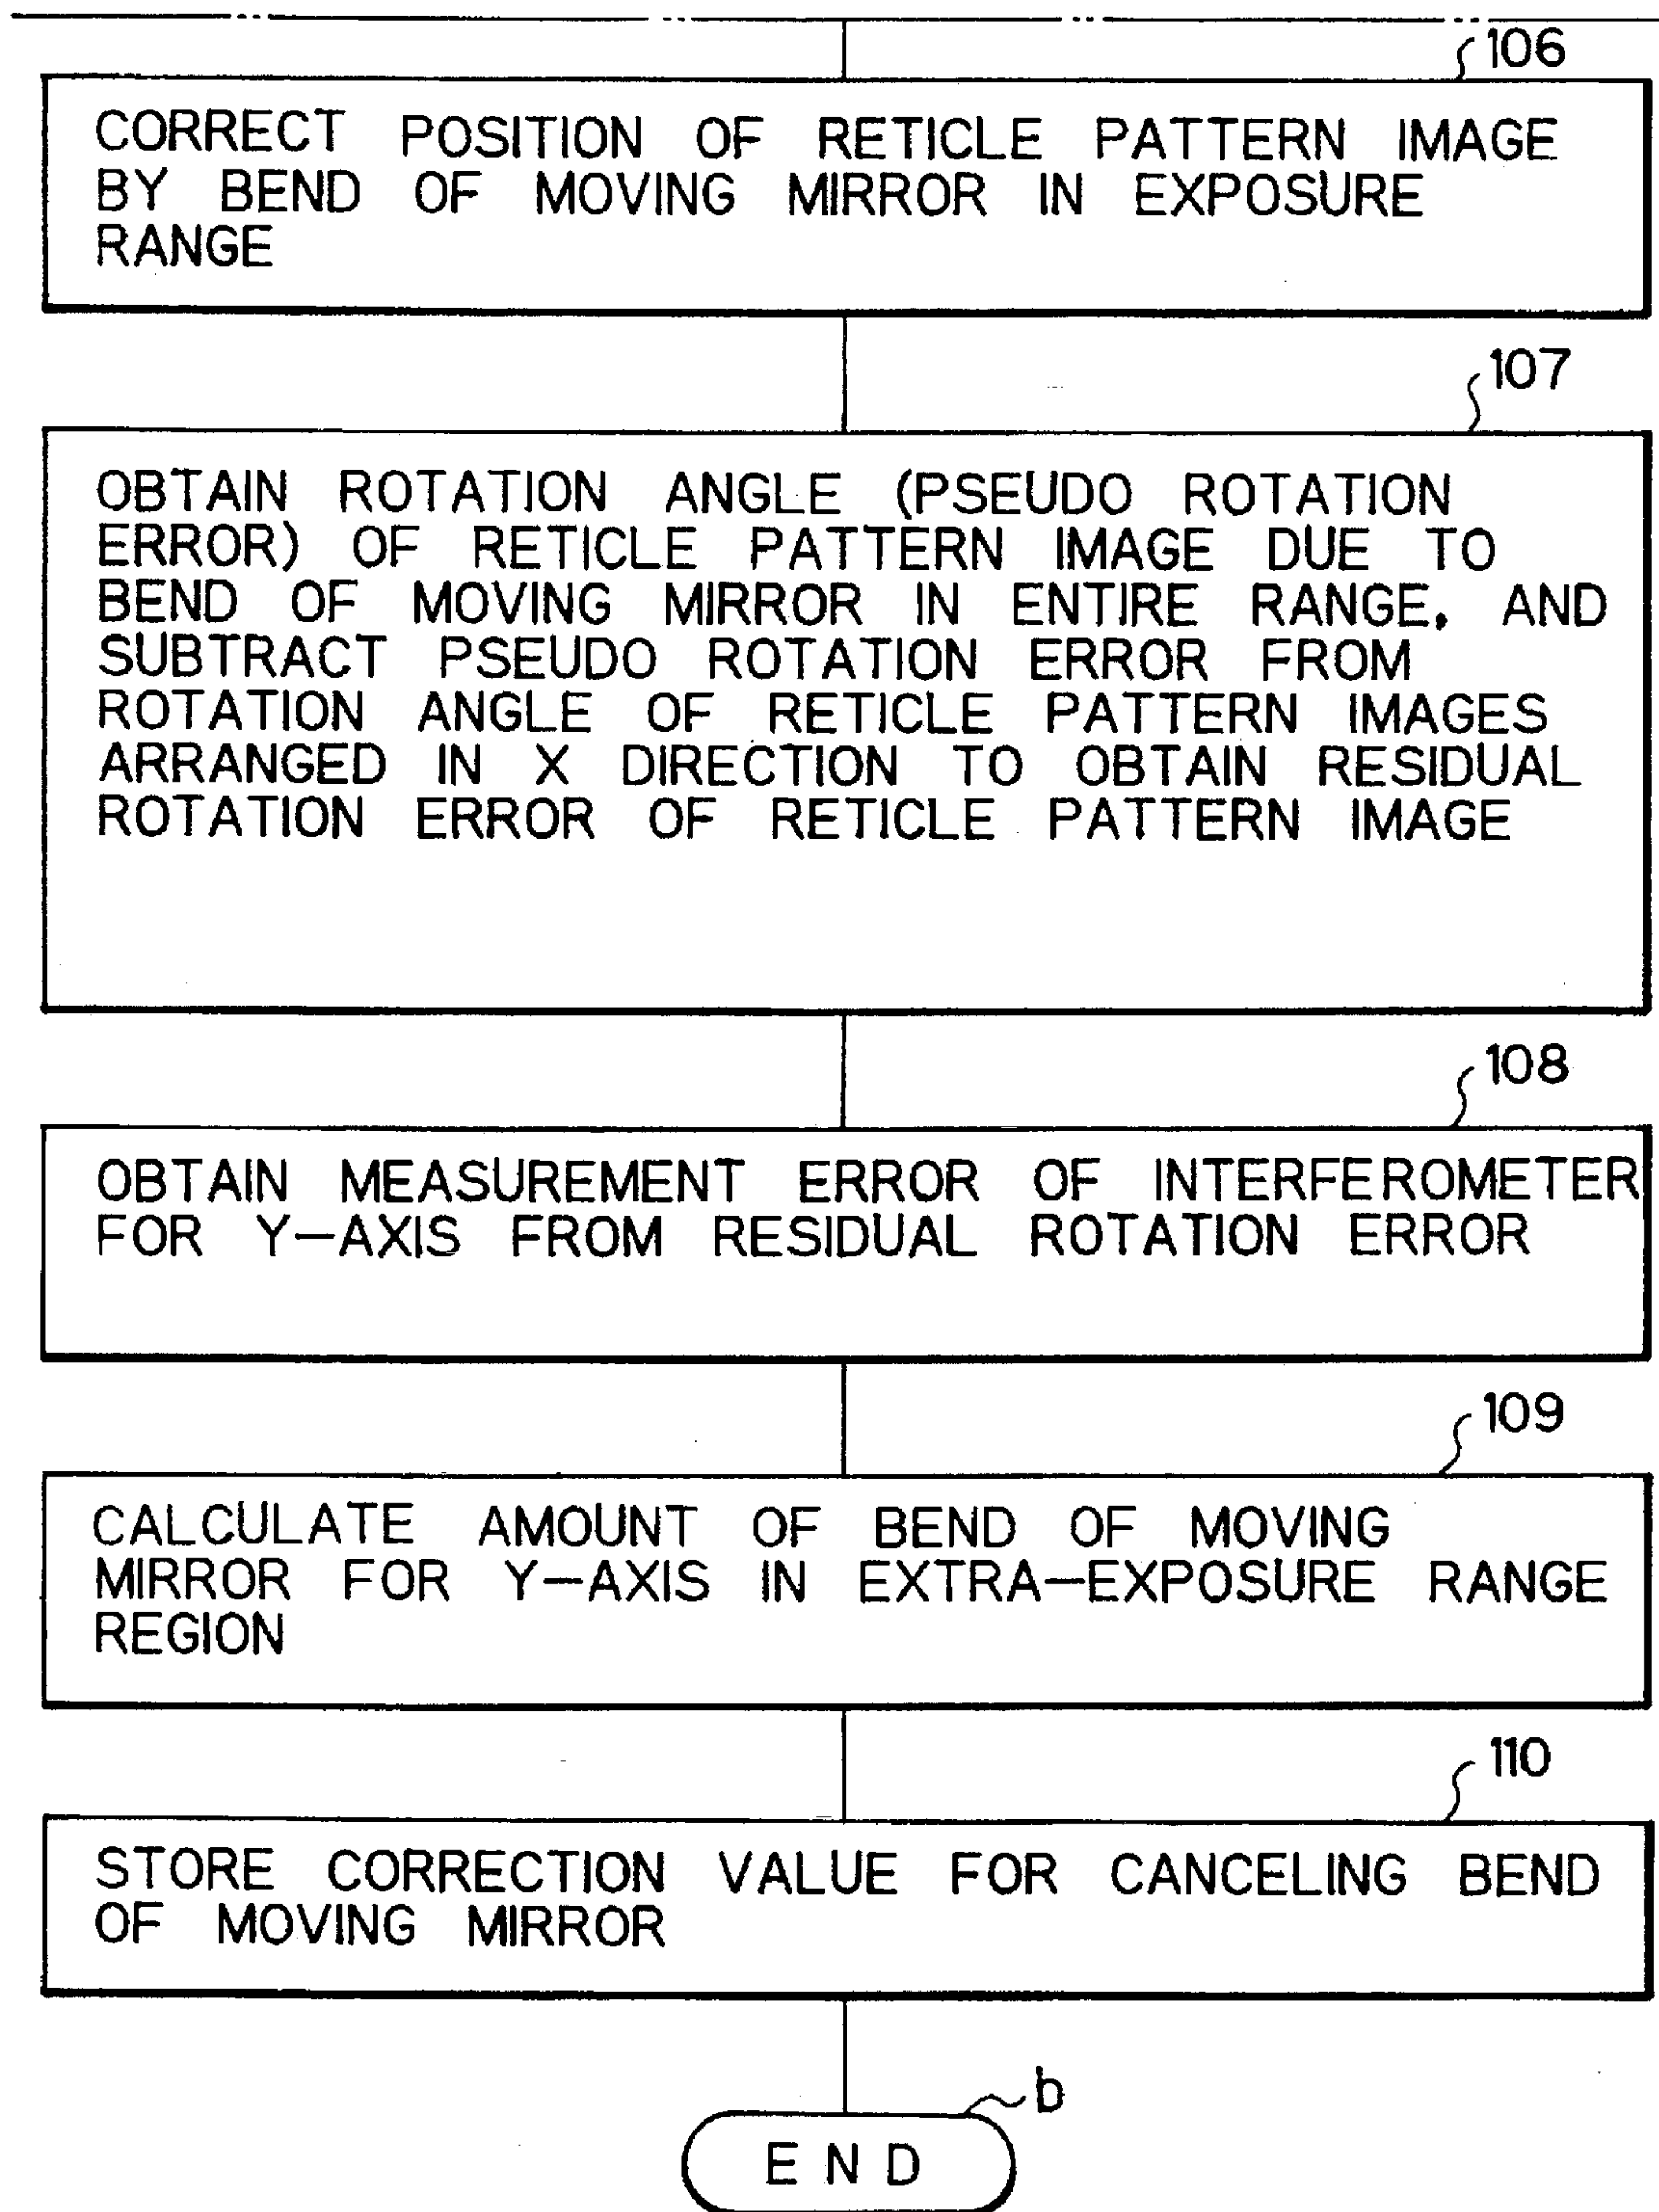 106
CORRECT POSITION OF RETICLE PATTERN IMAGE
BY BEND OF MOVING MIRROR IN EXPOSURE
RANGE
107
OBTAIN ROTATION ANGLE (PSEUDO ROTATION
ERROR) OF RETICLE PATTERN IMAGE DUE TO
BEND OF MOVING MIRROR IN ENTIRE RANGE, AND
SUBTRACT PSEUDO ROTATION ERROR FROM
ROTATION ANGLE OF RETICLE PATTERN IMAGES
ARRANGED IN X DIRECTION TO OBTAIN RESIDUAL
ROTATION ERROR OF RETICLE PATTERN IMAGE
108
OBTAIN MEASUREMENT ERROR OF INTERFEROMETER
FOR Y-AXIS FROM RESIDUAL ROTATION ERROR
109
CALCULATE AMOUNT OF BEND OF MOVING
MIRROR FOR Y-AXIS IN EXTRA-EXPOSURE RANGE
REGION
110
STORE CORRECTION VALUE FOR CANCELING BEND
OF MOVING MIRROR
b
END